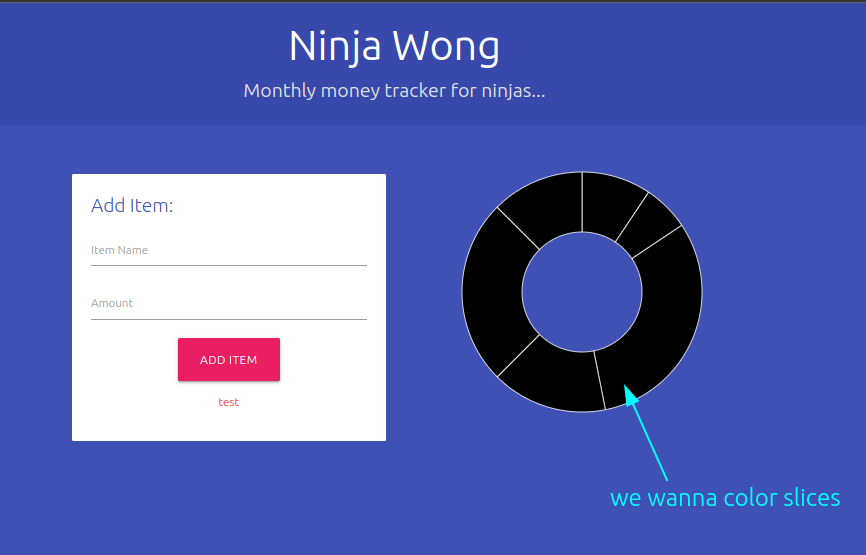 Ninja Wong
Monthly money tracker for ninjas...
Add Item:
Item Name
Amount
ADD ITEM
test
we wanna color slices